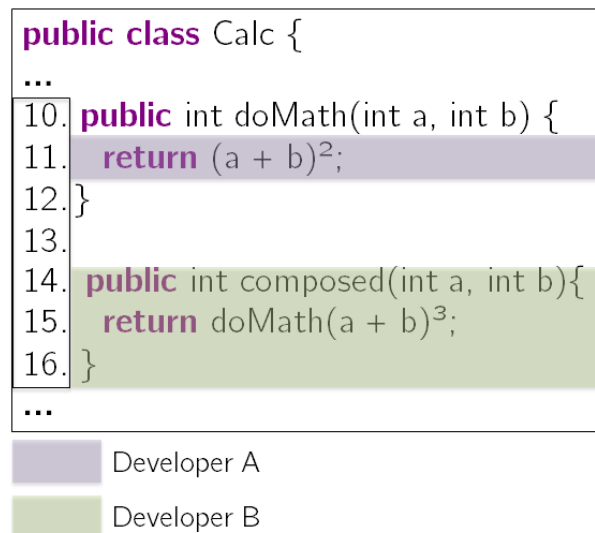 public class Calc {
...
10. public int doMath(int a, int b) {
11. return (a + b)²;
12. }
13.
14. public int composed(int a, int b){
15. return doMath(a + b)³;
16. }
...
Developer A
Developer B